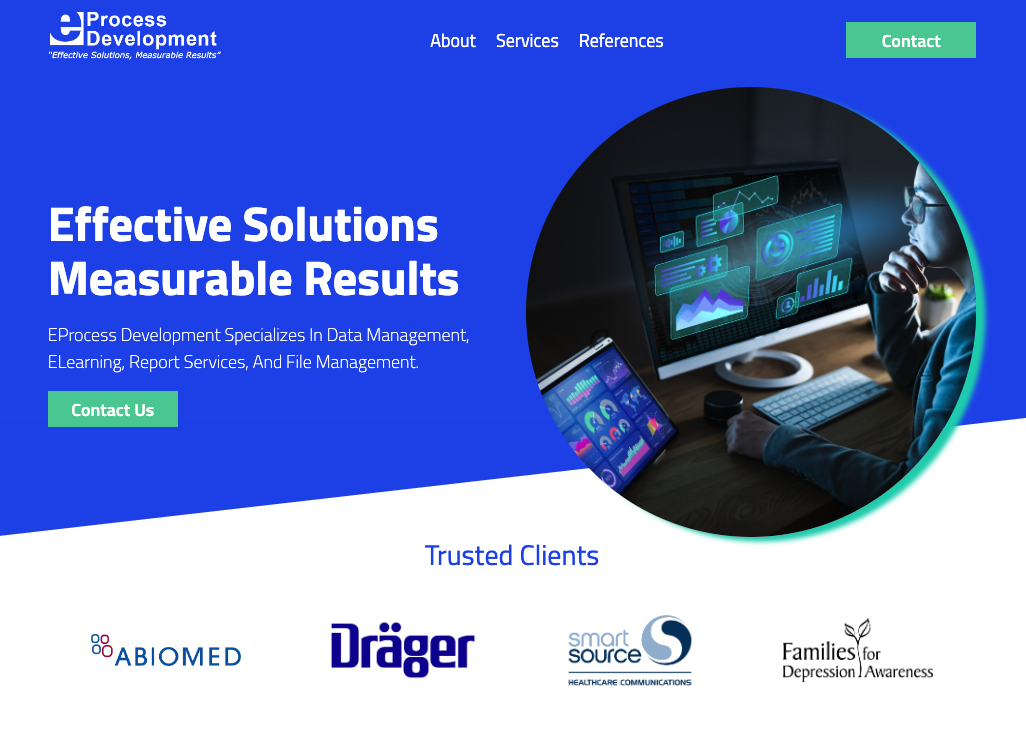 eProcess
Development
"Effective Solutions, Measurable Results"
About Services References
Contact
Effective Solutions
Measurable Results
EProcess Development Specializes In Data Management,
ELearning, Report Services, And File Management.
Contact Us
Trusted Clients
ABIOMED
Dräger
smart
source
HEALTHCARE COMMUNICATIONS
Families for
Depression Awareness